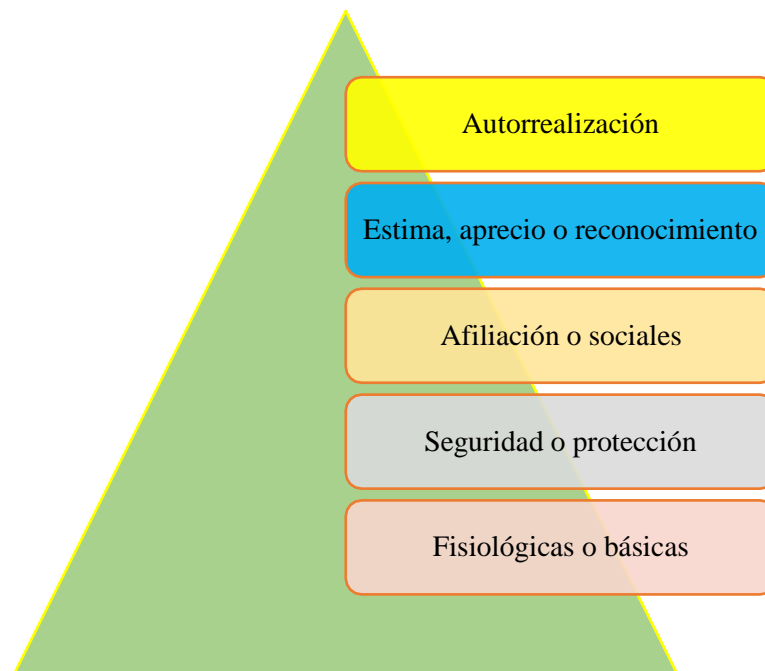 Autorrealización
Estima, aprecio o reconocimiento
Afiliación o sociales
Seguridad o protección
Fisiológicas o básicas